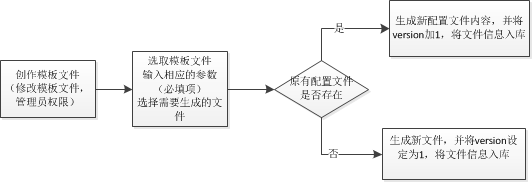 创作模板文件
（修改模板文件，
管理员权限）
选取模板文件
输入相应的参数
（必填项）
选择需要生成的文
件
原有配置文件
是否存在
是
生成新配置文件内容，并将
version加1，将文件信息入库
否
生成新文件，并将version设
定为1，将文件信息入库